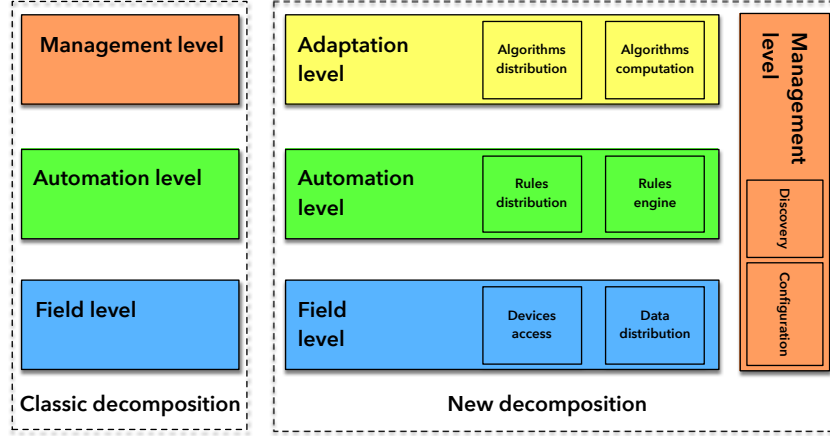 Management level
Automation level
Field level
Classic decomposition
Adaptation
level
Algorithms
distribution
Algorithms
computation
Automation
level
Rules
distribution
Rules
engine
Field
level
Devices
access
Data
distribution
Management
level
Discovery
Configuration
New decomposition